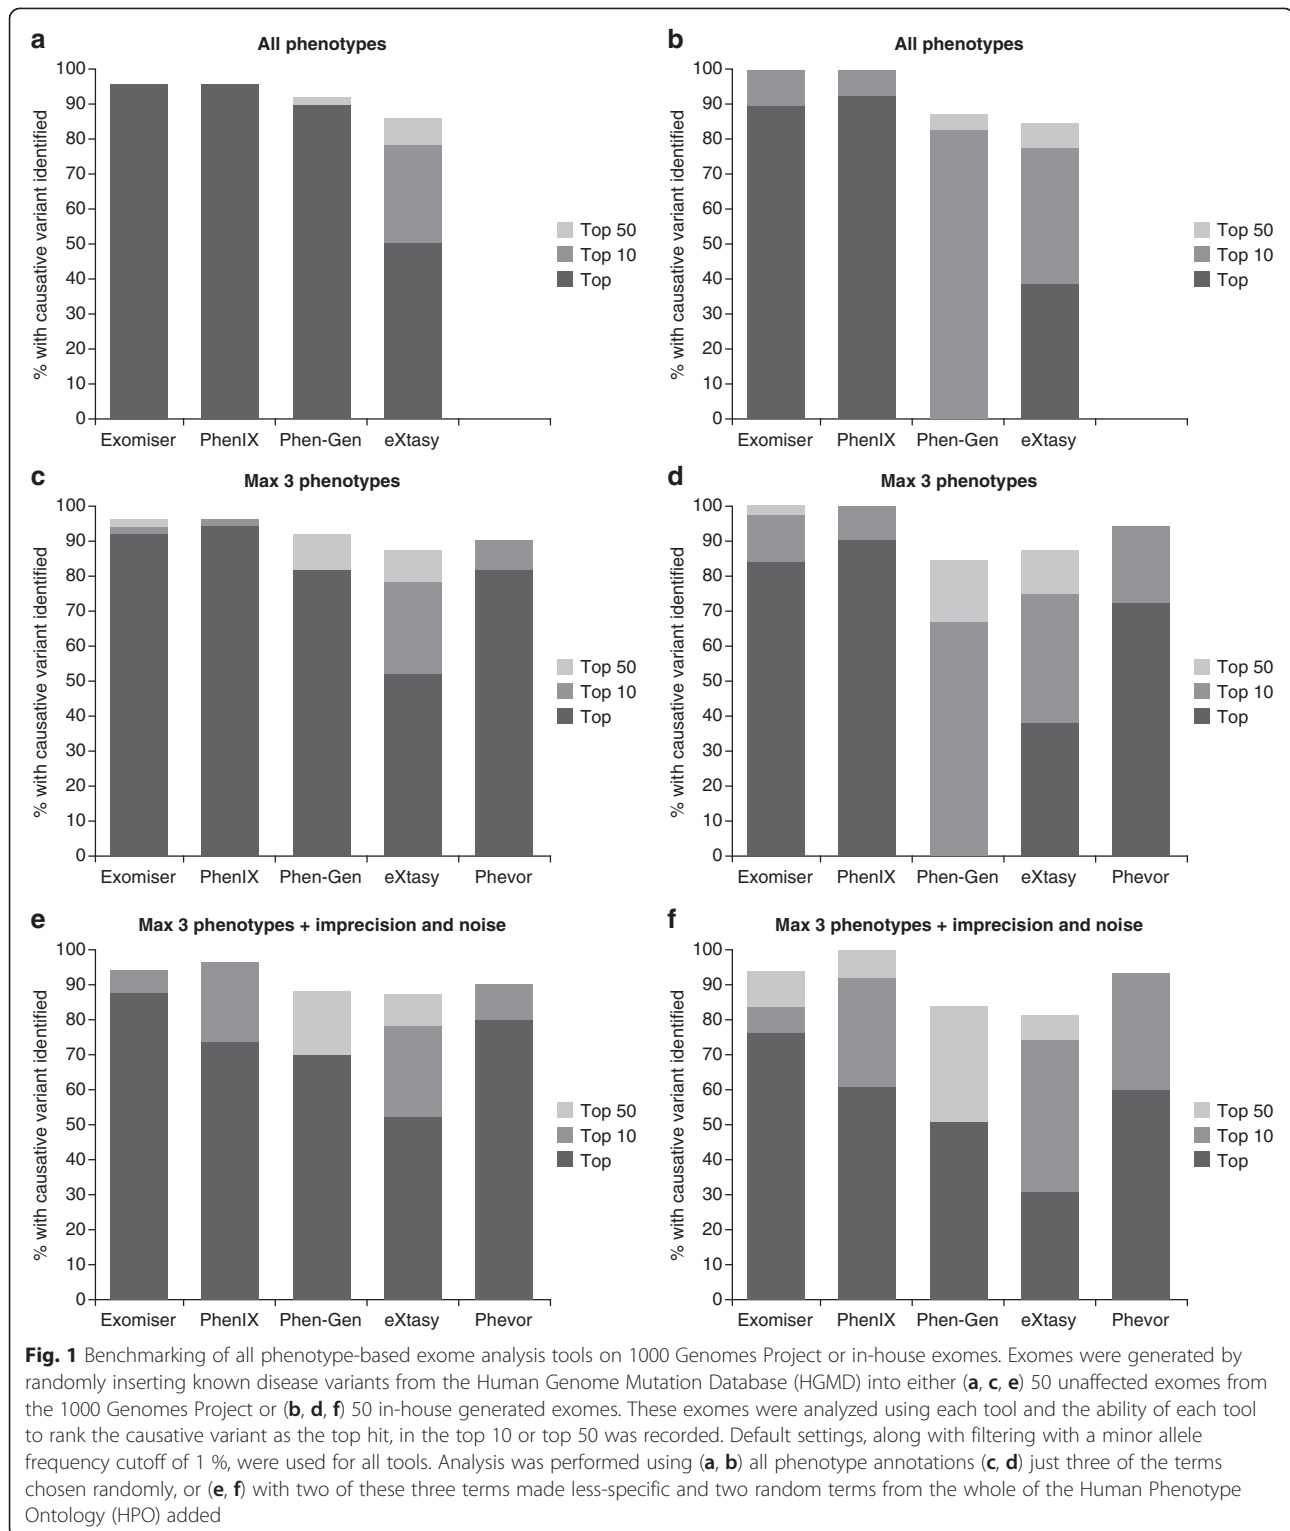 a
All phenotypes
% with causative variant identified
100
90
80
70
60
50
40
30
20
10
0
Exomiser PhenIX Phen-Gen eXtasy
Top 50
Top 10
Top
b
All phenotypes
% with causative variant identified
100
90
80
70
60
50
40
30
20
10
0
Exomiser PhenIX Phen-Gen eXtasy
Top 50
Top 10
Top
c
Max 3 phenotypes
% with causative variant identified
100
90
80
70
60
50
40
30
20
10
0
Exomiser PhenIX Phen-Gen eXtasy Phevor
Top 50
Top 10
Top
d
Max 3 phenotypes
% with causative variant identified
100
90
80
70
60
50
40
30
20
10
0
Exomiser PhenIX Phen-Gen eXtasy Phevor
Top 50
Top 10
Top
e
Max 3 phenotypes + imprecision and noise
% with causative variant identified
100
90
80
70
60
50
40
30
20
10
0
Exomiser PhenIX Phen-Gen eXtasy Phevor
Top 50
Top 10
Top
f
Max 3 phenotypes + imprecision and noise
% with causative variant identified
100
90
80
70
60
50
40
30
20
10
0
Exomiser PhenIX Phen-Gen eXtasy Phevor
Top 50
Top 10
Top
Fig. 1 Benchmarking of all phenotype-based exome analysis tools on 1000 Genomes Project or in-house exomes. Exomes were generated by
randomly inserting known disease variants from the Human Genome Mutation Database (HGMD) into either (a, c, e) 50 unaffected exomes from
the 1000 Genomes Project or (b, d, f) 50 in-house generated exomes. These exomes were analyzed using each tool and the ability of each tool
to rank the causative variant as the top hit, in the top 10 or top 50 was recorded. Default settings, along with filtering with a minor allele
frequency cutoff of 1 %, were used for all tools. Analysis was performed using (a, b) all phenotype annotations (c, d) just three of the terms
chosen randomly, or (e, f) with two of these three terms made less-specific and two random terms from the whole of the Human Phenotype
Ontology (HPO) added